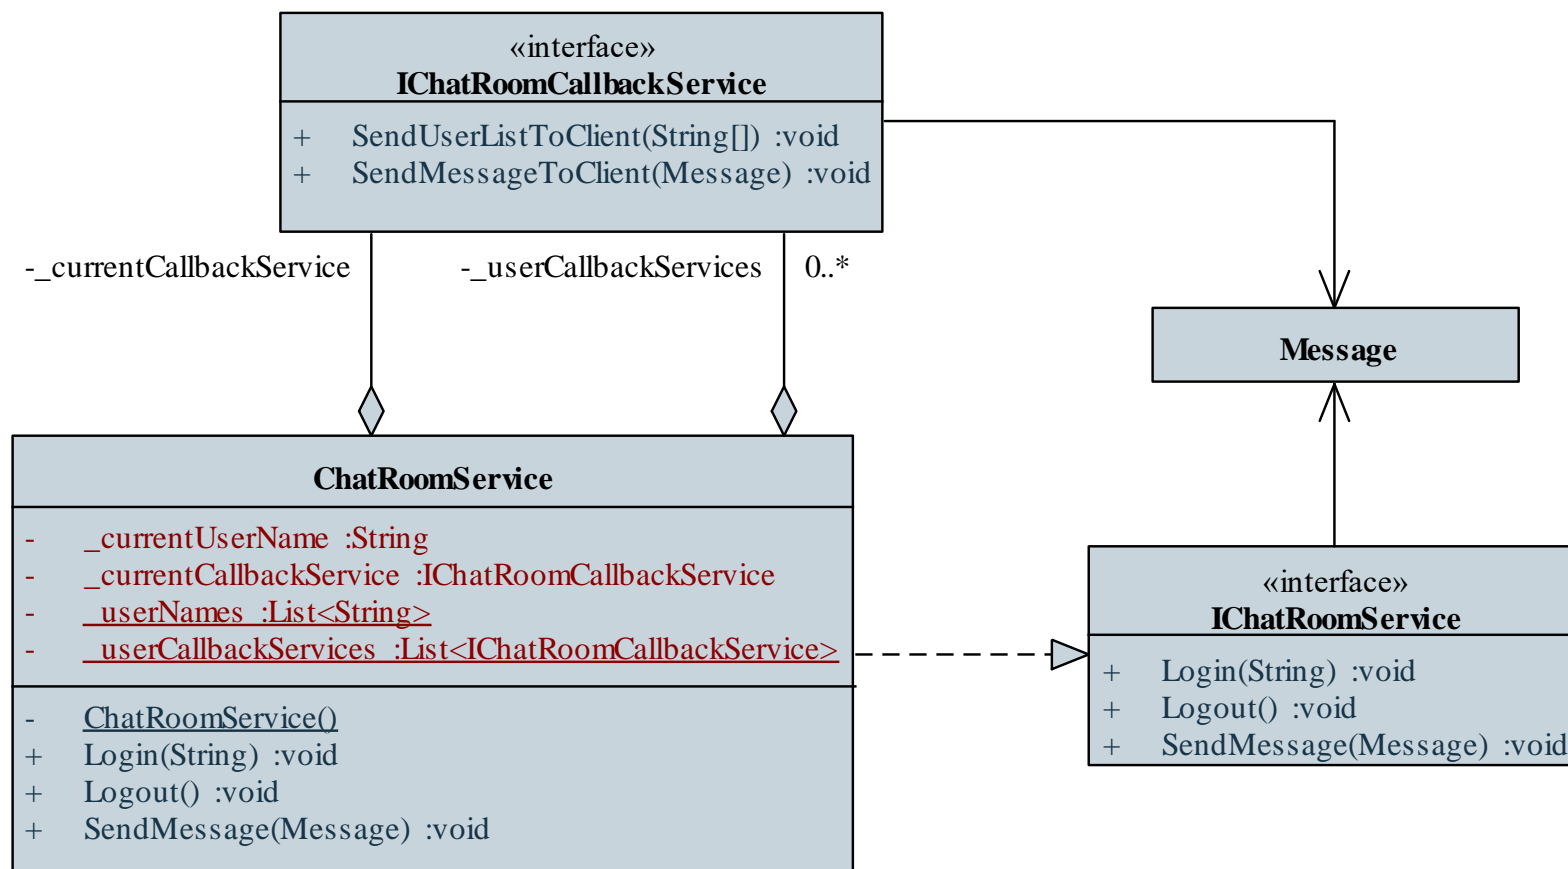 «interface»
IChatRoomCallbackService
+ SendUserListToClient(String[]) :void
+ SendMessageToClient(Message) :void
-_currentCallbackService
-_userCallbackServices
0..*
Message
ChatRoomService
- _currentUserName :String
- _currentCallbackService :IChatRoomCallbackService
- _userNames :List<String>
- _userCallbackServices :List<IChatRoomCallbackService>
- ChatRoomService()
+ Login(String) :void
+ Logout() :void
+ SendMessage(Message) :void
«interface»
IChatRoomService
+ Login(String) :void
+ Logout() :void
+ SendMessage(Message) :void